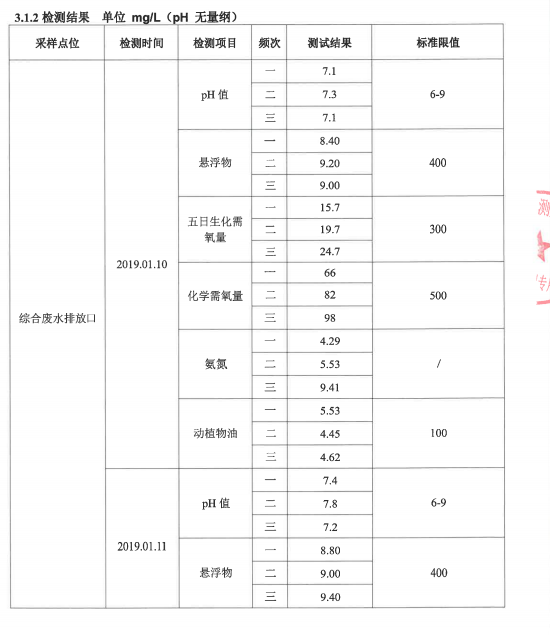 3.1.2 检测结果 单位 mg/L（pH 无量纲）
采样点位 检测时间 检测项目 频次 测试结果 标准限值
综合废水排放口 2019.01.10 pH 值 一 7.1 6-9
二 7.3
三 7.1
悬浮物 一 8.40 400
二 9.20
三 9.00
五日生化需
氧量 一 15.7 300
二 19.7
三 24.7
化学需氧量 一 66 500
二 82
三 98
氨氮 一 4.29 /
二 5.53
三 9.41
动植物油 一 5.53 100
二 4.45
三 4.62
2019.01.11 pH 值 一 7.4 6-9
二 7.8
三 7.2
悬浮物 一 8.80 400
二 9.00
三 9.40
测
专